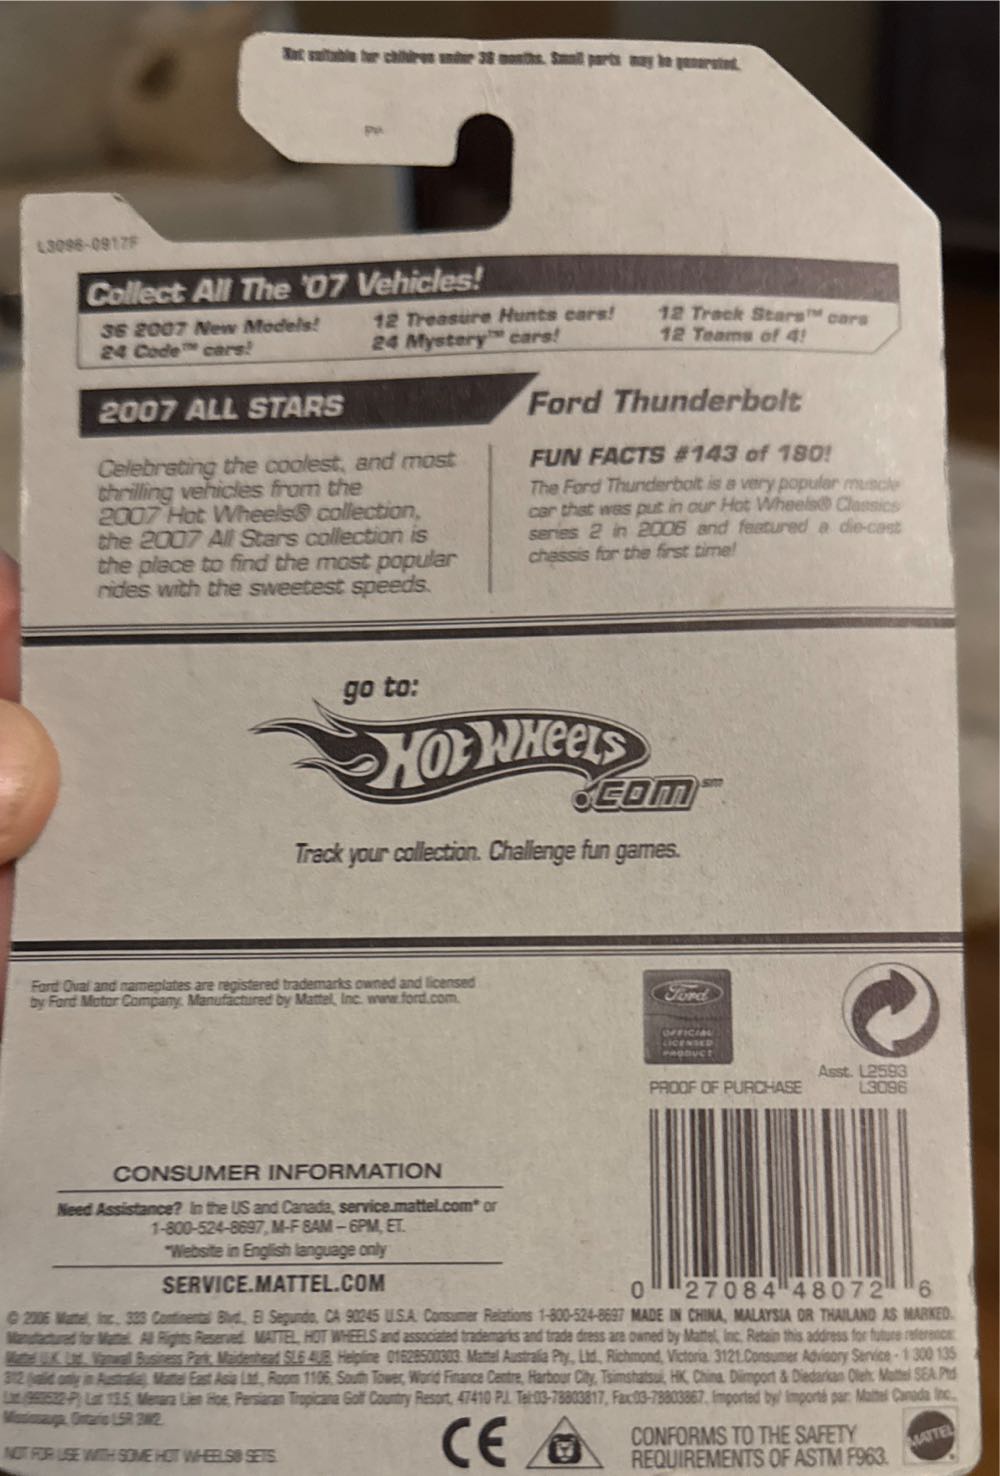 Not suitable for children under 36 months. Small parts may be generated.
L3096-0917F
Collect All The '07 Vehicles!
36 2007 New Models! 12 Treasure Hunts cars! 12 Track Stars™ cars
24 Code™ cars! 24 Mystery™ cars! 12 Teams of 4!
2007 ALL STARS
Celebrating the coolest, and most
thrilling vehicles from the
2007 Hot Wheels® collection,
the 2007 All Stars collection is
the place to find the most popular
rides with the sweetest speeds.
Ford Thunderbolt
FUN FACTS #143 of 180!
The Ford Thunderbolt is a very popular muscle
car that was put in our Hot Wheels® Classics
series 2 in 2006 and featured a die-cast
chassis for the first time!
go to:
HOT WHEELS
.COM℠
Track your collection. Challenge fun games.
Ford Oval and nameplates are registered trademarks owned and licensed
by Ford Motor Company. Manufactured by Mattel, Inc. www.ford.com.
Ford
OFFICIAL
LICENSED
PRODUCT
PROOF OF PURCHASE
Asst. L2593
L3096
CONSUMER INFORMATION
Need Assistance? In the US and Canada, service.mattel.com* or
1-800-524-8697, M-F 8AM – 6PM, ET.
*Website in English language only
SERVICE.MATTEL.COM
0 27084 48072 6
© 2006 Mattel, Inc., 333 Continental Blvd., El Segundo, CA 90245 U.S.A. Consumer Relations 1-800-524-8697 MADE IN CHINA, MALAYSIA OR THAILAND AS MARKED.
Manufactured for Mattel. All Rights Reserved. MATTEL, HOT WHEELS and associated trademarks and trade dress are owned by Mattel, Inc. Retain this address for future reference:
Mattel U.K. Ltd., Vanwall Business Park, Maidenhead SL6 4UB. Helpline 01628500303. Mattel Australia Pty., Ltd., Richmond, Victoria. 3121.Consumer Advisory Service - 1 300 135
312 (valid only in Australia). Mattel East Asia Ltd., Room 1106, South Tower, World Finance Centre, Harbour City, Tsimshatsui, HK, China. Diimport & Diedarkan Oleh: Mattel SEA Ptd
Ltd.(993532-P) Lot 13.5, Menara Lien Hoe, Persiaran Tropicana Golf Country Resort, 47410 PJ. Tel:03-78803817, Fax:03-78803867. Imported by/ Importé par: Mattel Canada Inc.,
Mississauga, Ontario L5R 3W2.
NOT FOR USE WITH SOME HOT WHEELS® SETS.
CE
CONFORMS TO THE SAFETY
REQUIREMENTS OF ASTM F963.
MATTEL